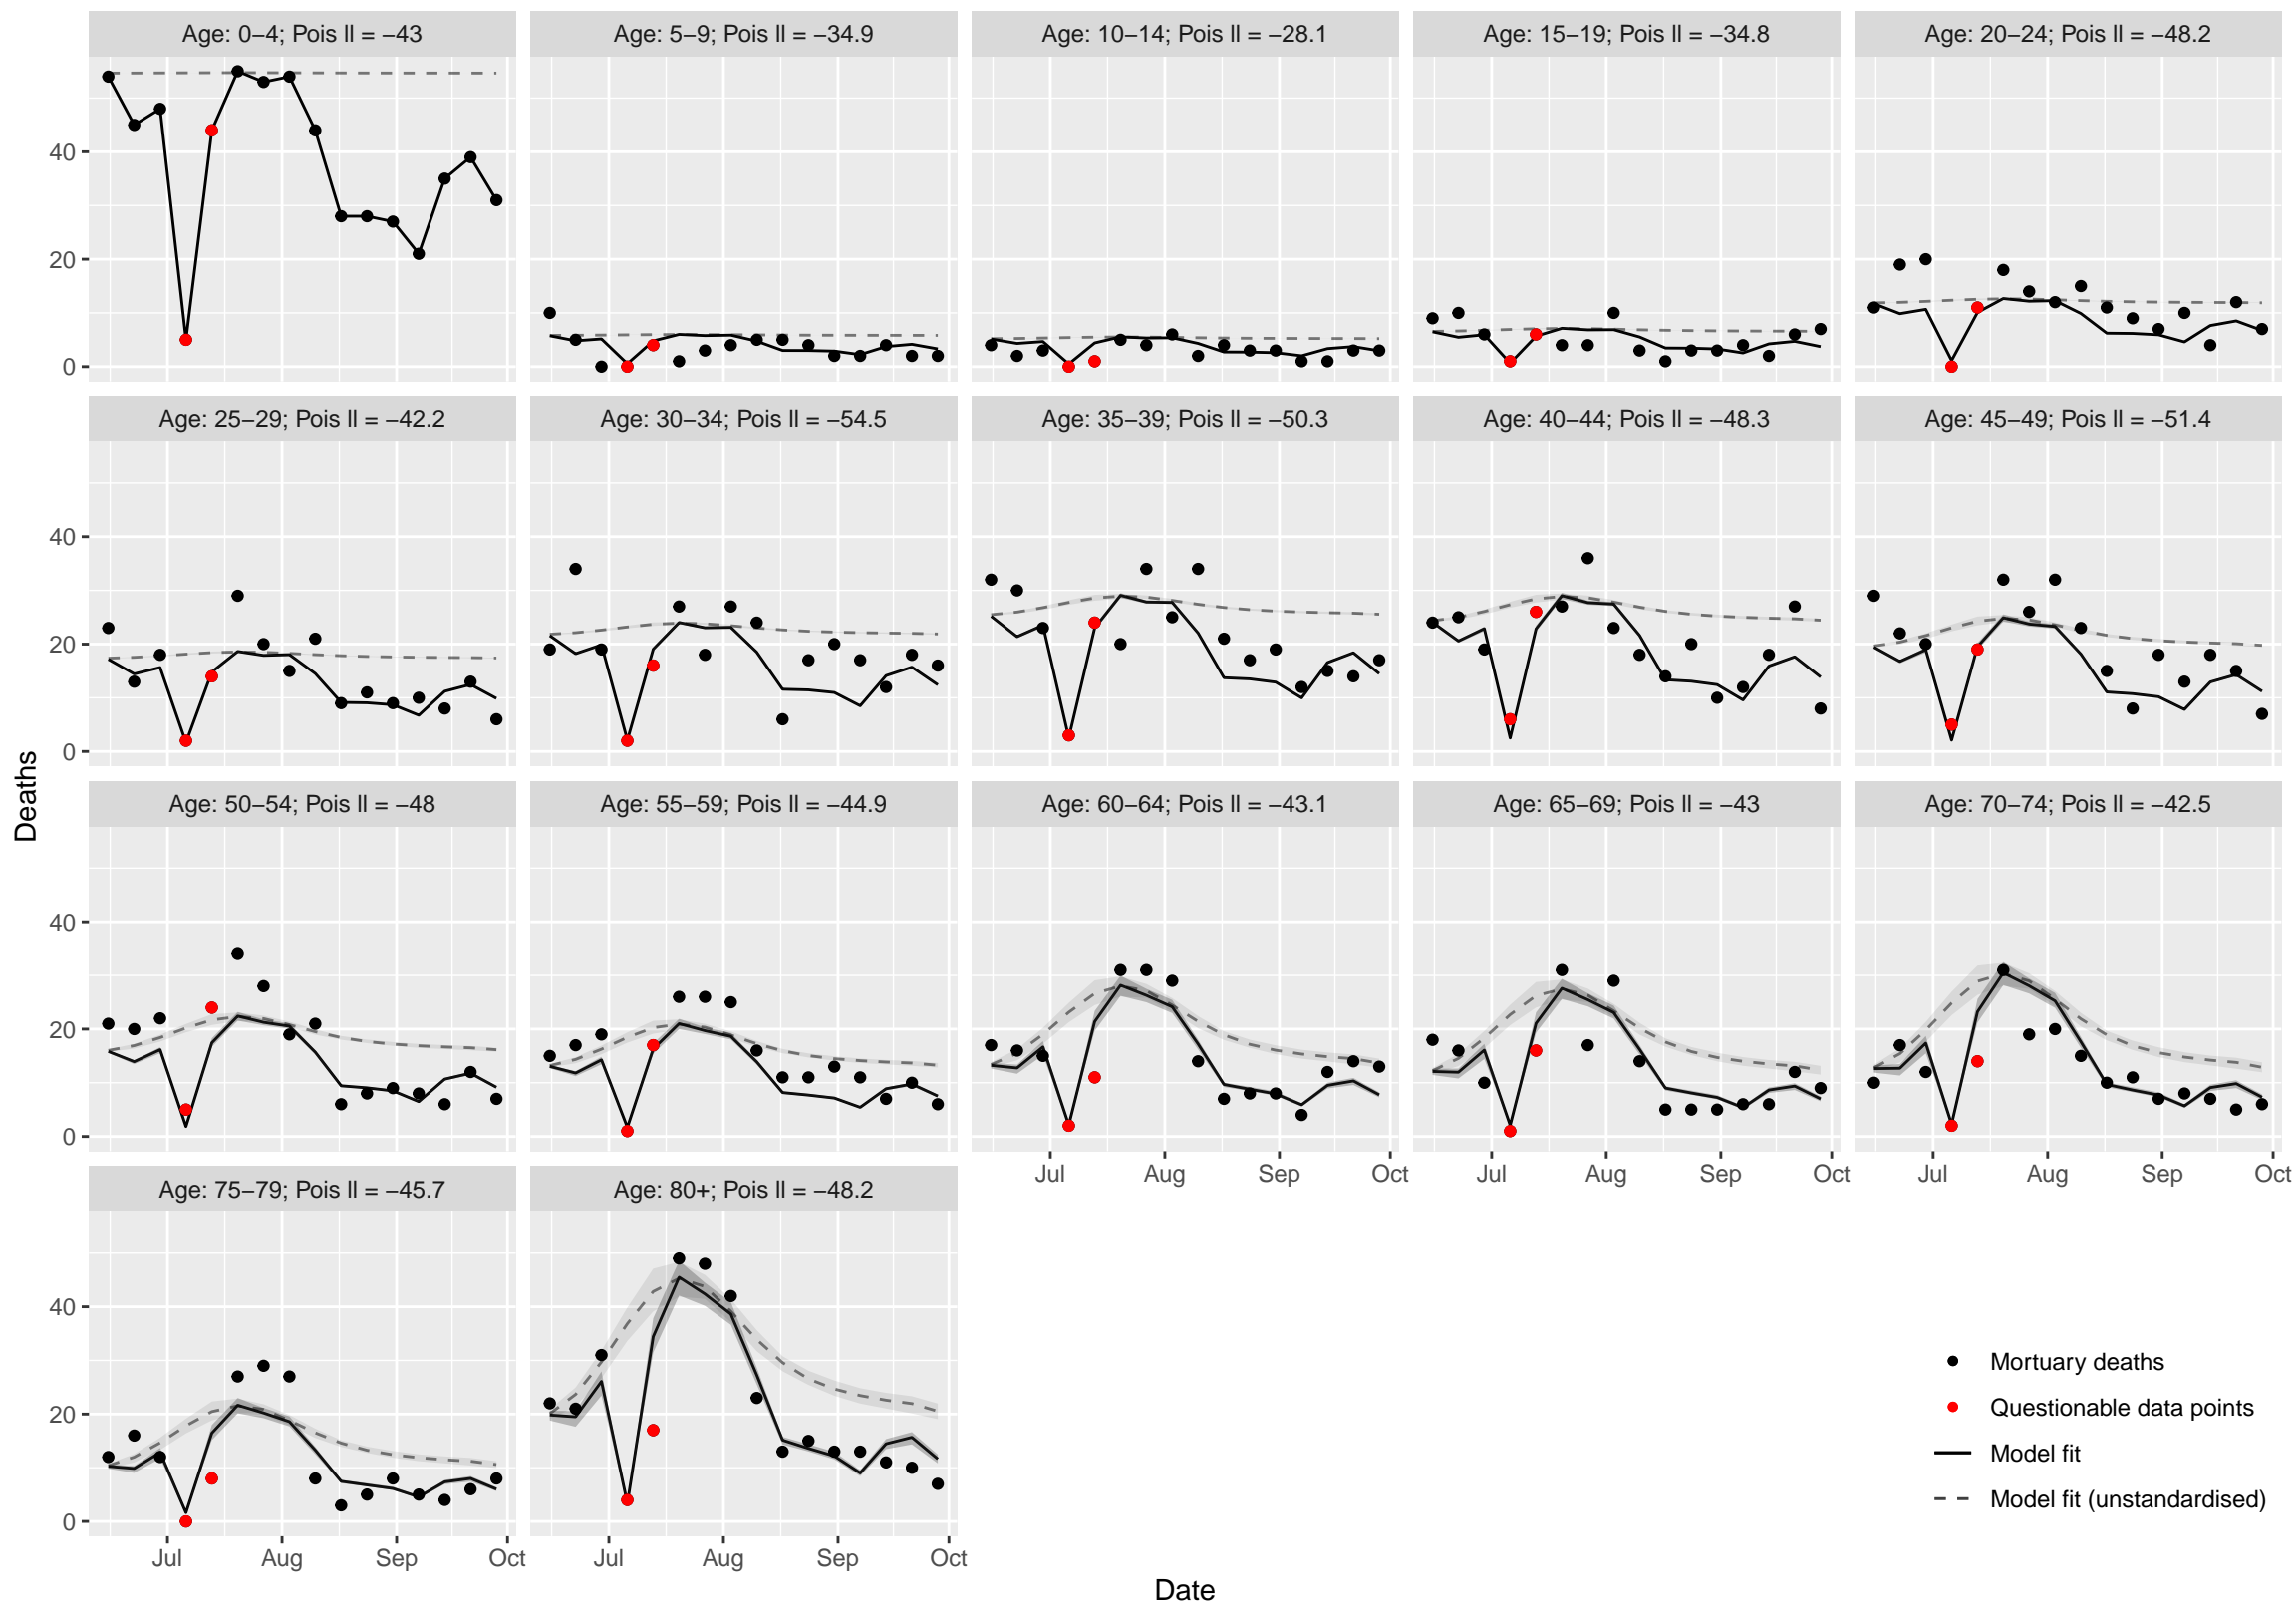 Age: 0−4; Pois ll = −43
Age: 5−9; Pois ll = −34.9
Age: 10−14; Pois ll = −28.1
Age: 15−19; Pois ll = −34.8
Age: 20−24; Pois ll = −48.2
40
20
0
Age: 25−29; Pois ll = −42.2
Age: 30−34; Pois ll = −54.5
Age: 35−39; Pois ll = −50.3
Age: 40−44; Pois ll = −48.3
Age: 45−49; Pois ll = −51.4
40
20
0
Deaths
Age: 50−54; Pois ll = −48
Age: 55−59; Pois ll = −44.9
Age: 60−64; Pois ll = −43.1
Age: 65−69; Pois ll = −43
Age: 70−74; Pois ll = −42.5
40
20
0
Jul Aug Sep Oct
Jul Aug Sep Oct
Jul Aug Sep Oct
Age: 75−79; Pois ll = −45.7
Age: 80+; Pois ll = −48.2
40
20
0
Jul Aug Sep Oct
Jul Aug Sep Oct
Mortuary deaths
Questionable data points
Model fit
Model fit (unstandardised)
Date